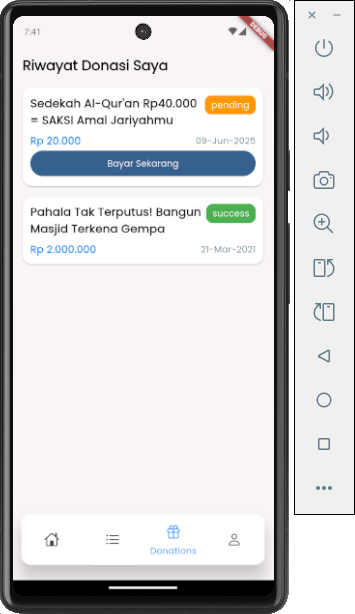 7:41
DEBUG
Riwayat Donasi Saya
Sedekah Al-Qur'an Rp40.000
= SAKSI Amal Jariyahmu
pending
Rp 20.000
09-Jun-2025
Bayar Sekarang
Pahala Tak Terputus! Bangun
Masjid Terkena Gempa
success
Rp 2.000.000
21-Mar-2021
Donations